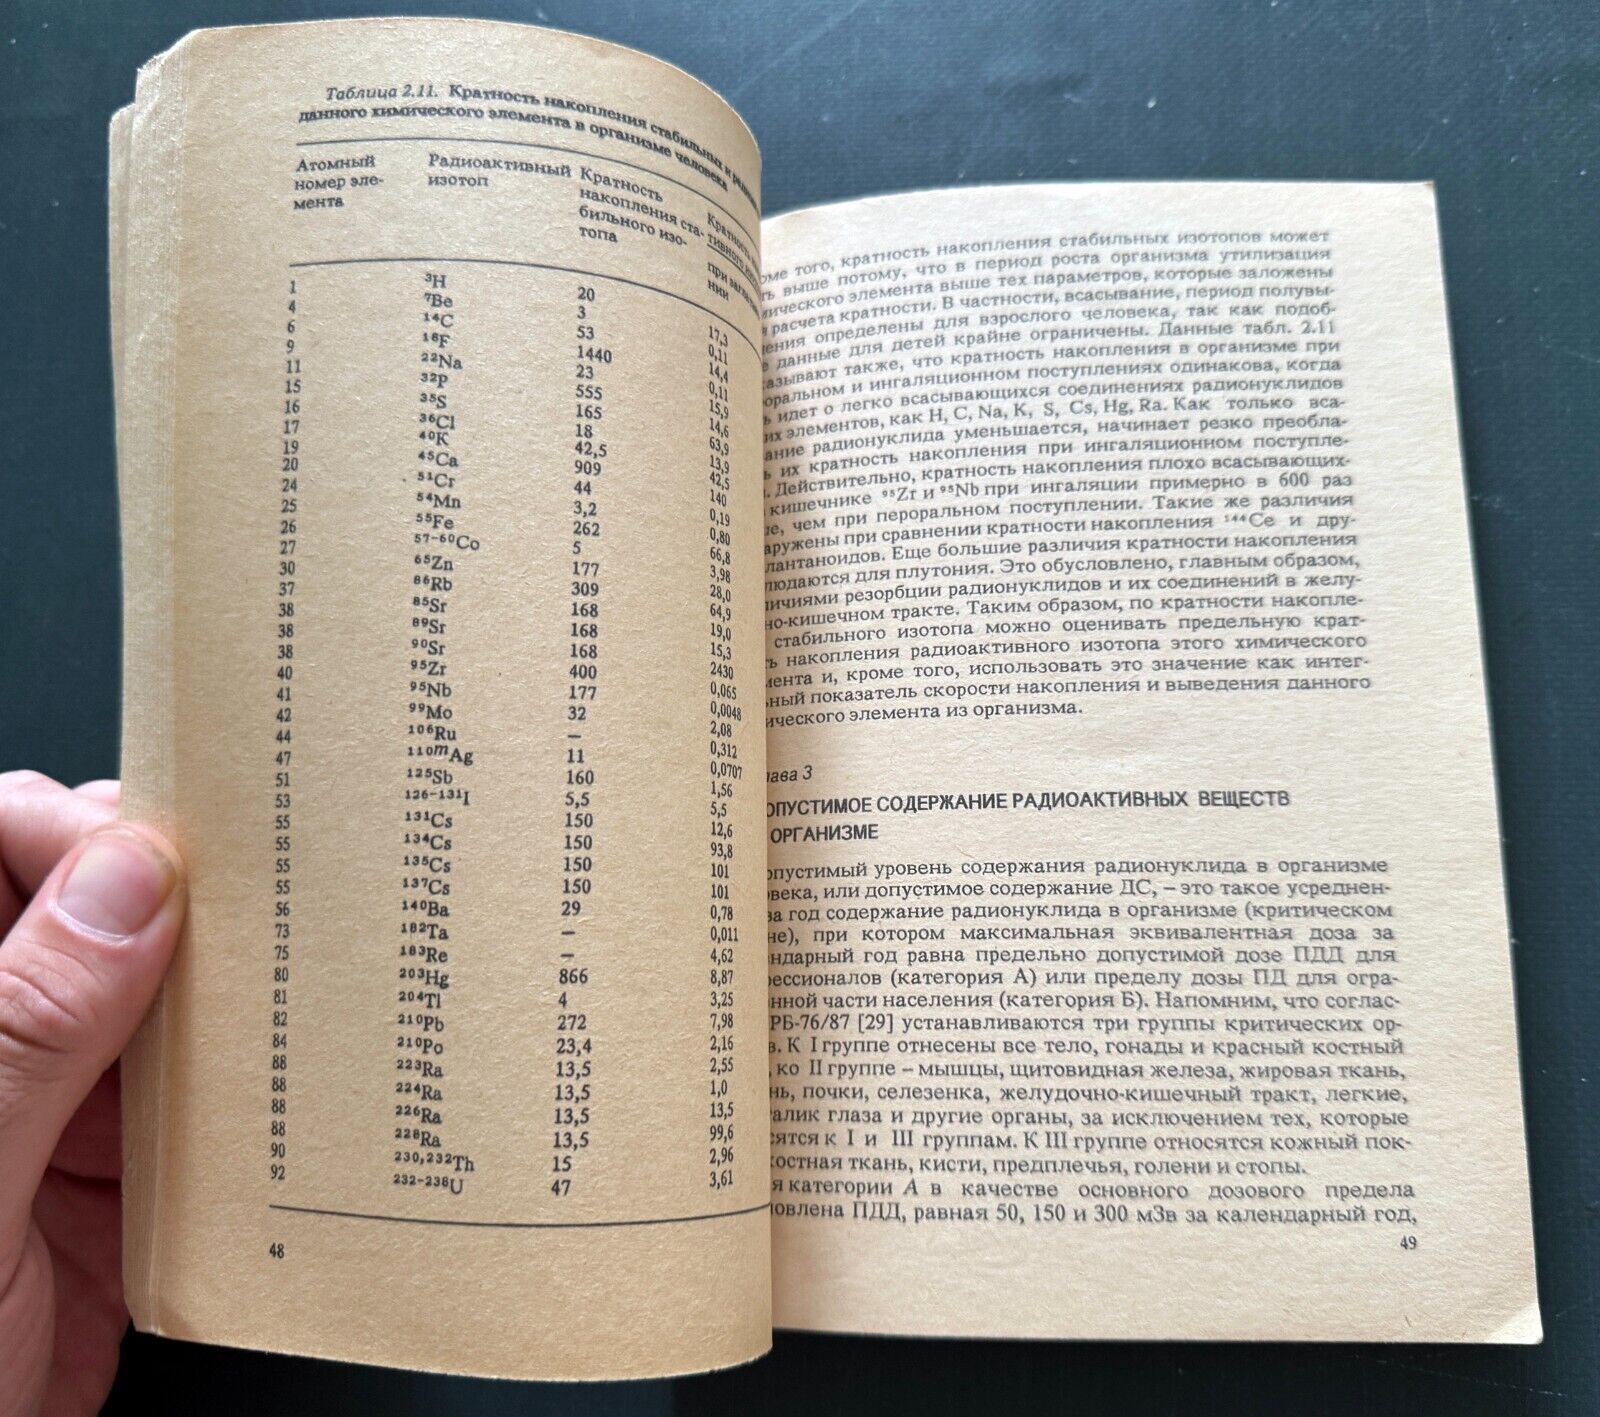 Таблица 2.11. Кратность накопления стабильных и
данного химического элемента в организме человека
Атомный номер эле-мента
Радиоактивный изотоп
Кратность накопления ста-бильного изо-топа
1 ³H 20 17,3
4 ⁷Be 3 0,11
6 ¹⁴C 53 14,4
9 ¹⁸F 1440 0,11
11 ²²Na 23 15,9
15 ³²P 555 14,6
16 ³⁵S 165 63,9
17 ³⁶Cl 18 13,9
19 ⁴⁰K 42,5 42,5
20 ⁴⁵Ca 909 140
24 ⁵¹Cr 44 0,19
25 ⁵⁴Mn 3,2 0,80
26 ⁵⁵Fe 262 66,8
27 ⁵⁷⁻⁶⁰Co 5 3,98
30 ⁶⁵Zn 177 28,0
37 ⁸⁶Rb 309 64,9
38 ⁸⁵Sr 168 19,0
38 ⁸⁹Sr 168 15,3
38 ⁹⁰Sr 168 2430
40 ⁹⁵Zr 400 0,065
41 ⁹⁵Nb 177 0,0048
42 ⁹⁹Mo 32 2,08
44 ¹⁰⁶Ru — 0,312
47 ¹¹⁰ᵐAg 11 0,0707
51 ¹²⁵Sb 160 1,56
53 ¹²⁶⁻¹³¹I 5,5 5,5
55 ¹³¹Cs 150 12,6
55 ¹³⁴Cs 150 93,8
55 ¹³⁵Cs 150 101
55 ¹³⁷Cs 150 101
56 ¹⁴⁰Ba 29 0,78
73 ¹⁸²Ta — 0,011
75 ¹⁸³Re — 4,62
80 ²⁰³Hg 866 8,87
81 ²⁰⁴Tl 4 3,25
82 ²¹⁰Pb 272 7,98
84 ²¹⁰Po 23,4 2,16
88 ²²³Ra 13,5 2,55
88 ²²⁴Ra 13,5 1,0
88 ²²⁶Ra 13,5 13,5
88 ²²⁸Ra 13,5 99,6
90 ²³⁰,²³²Th 15 2,96
92 ²³²⁻²³⁸U 47 3,61
48
того, кратность накопления стабильных изотопов может
выше потому, что в период роста организма утилизация
элемента выше тех параметров, которые заложены
расчета кратности. В частности, всасывание, период полувы-
определены для взрослого человека, так как подоб-
данные для детей крайне ограничены. Данные табл. 2.11
также, что кратность накопления в организме при
и ингаляционном поступлениях одинакова, когда
идет о легко всасывающихся соединениях радионуклидов
элементов, как H, C, Na, K, S, Cs, Hg, Ra. Как только вса-
радионуклида уменьшается, начинает резко преобла-
их кратность накопления при ингаляционном поступле-
Действительно, кратность накопления плохо всасывающих-
кишечнике ⁹⁵Zr и ⁹⁵Nb при ингаляции примерно в 600 раз
чем при пероральном поступлении. Такие же различия
при сравнении кратности накопления ¹⁴⁴Ce и дру-
лантаноидов. Еще большие различия кратности накопления
для плутония. Это обусловлено, главным образом,
резорбции радионуклидов и их соединений в желу-
но-кишечном тракте. Таким образом, по кратности накопле-
стабильного изотопа можно оценивать предельную крат-
накопления радиоактивного изотопа этого химического
и, кроме того, использовать это значение как интег-
показатель скорости накопления и выведения данного
элемента из организма.
лава 3
ОПУСТИМОЕ СОДЕРЖАНИЕ РАДИОАКТИВНЫХ ВЕЩЕСТВ
ОРГАНИЗМЕ
опустимый уровень содержания радионуклида в организме
века, или допустимое содержание ДС, – это такое усреднен-
за год содержание радионуклида в организме (критическом
не), при котором максимальная эквивалентная доза за
ндарный год равна предельно допустимой дозе ПДД для
ессионалов (категория А) или пределу дозы ПД для огра-
нной части населения (категория Б). Напомним, что соглас-
РБ-76/87 [29] устанавливаются три группы критических ор-
в. К I группе отнесены все тело, гонады и красный костный
, ко II группе – мышцы, щитовидная железа, жировая ткань,
нь, почки, селезенка, желудочно-кишечный тракт, легкие,
талик глаза и другие органы, за исключением тех, которые
сятся к I и III группам. К III группе относятся кожный пок-
костная ткань, кисти, предплечья, голени и стопы.
я категории А в качестве основного дозового предела
новлена ПДД, равная 50, 150 и 300 мЗв за календарный год,
49